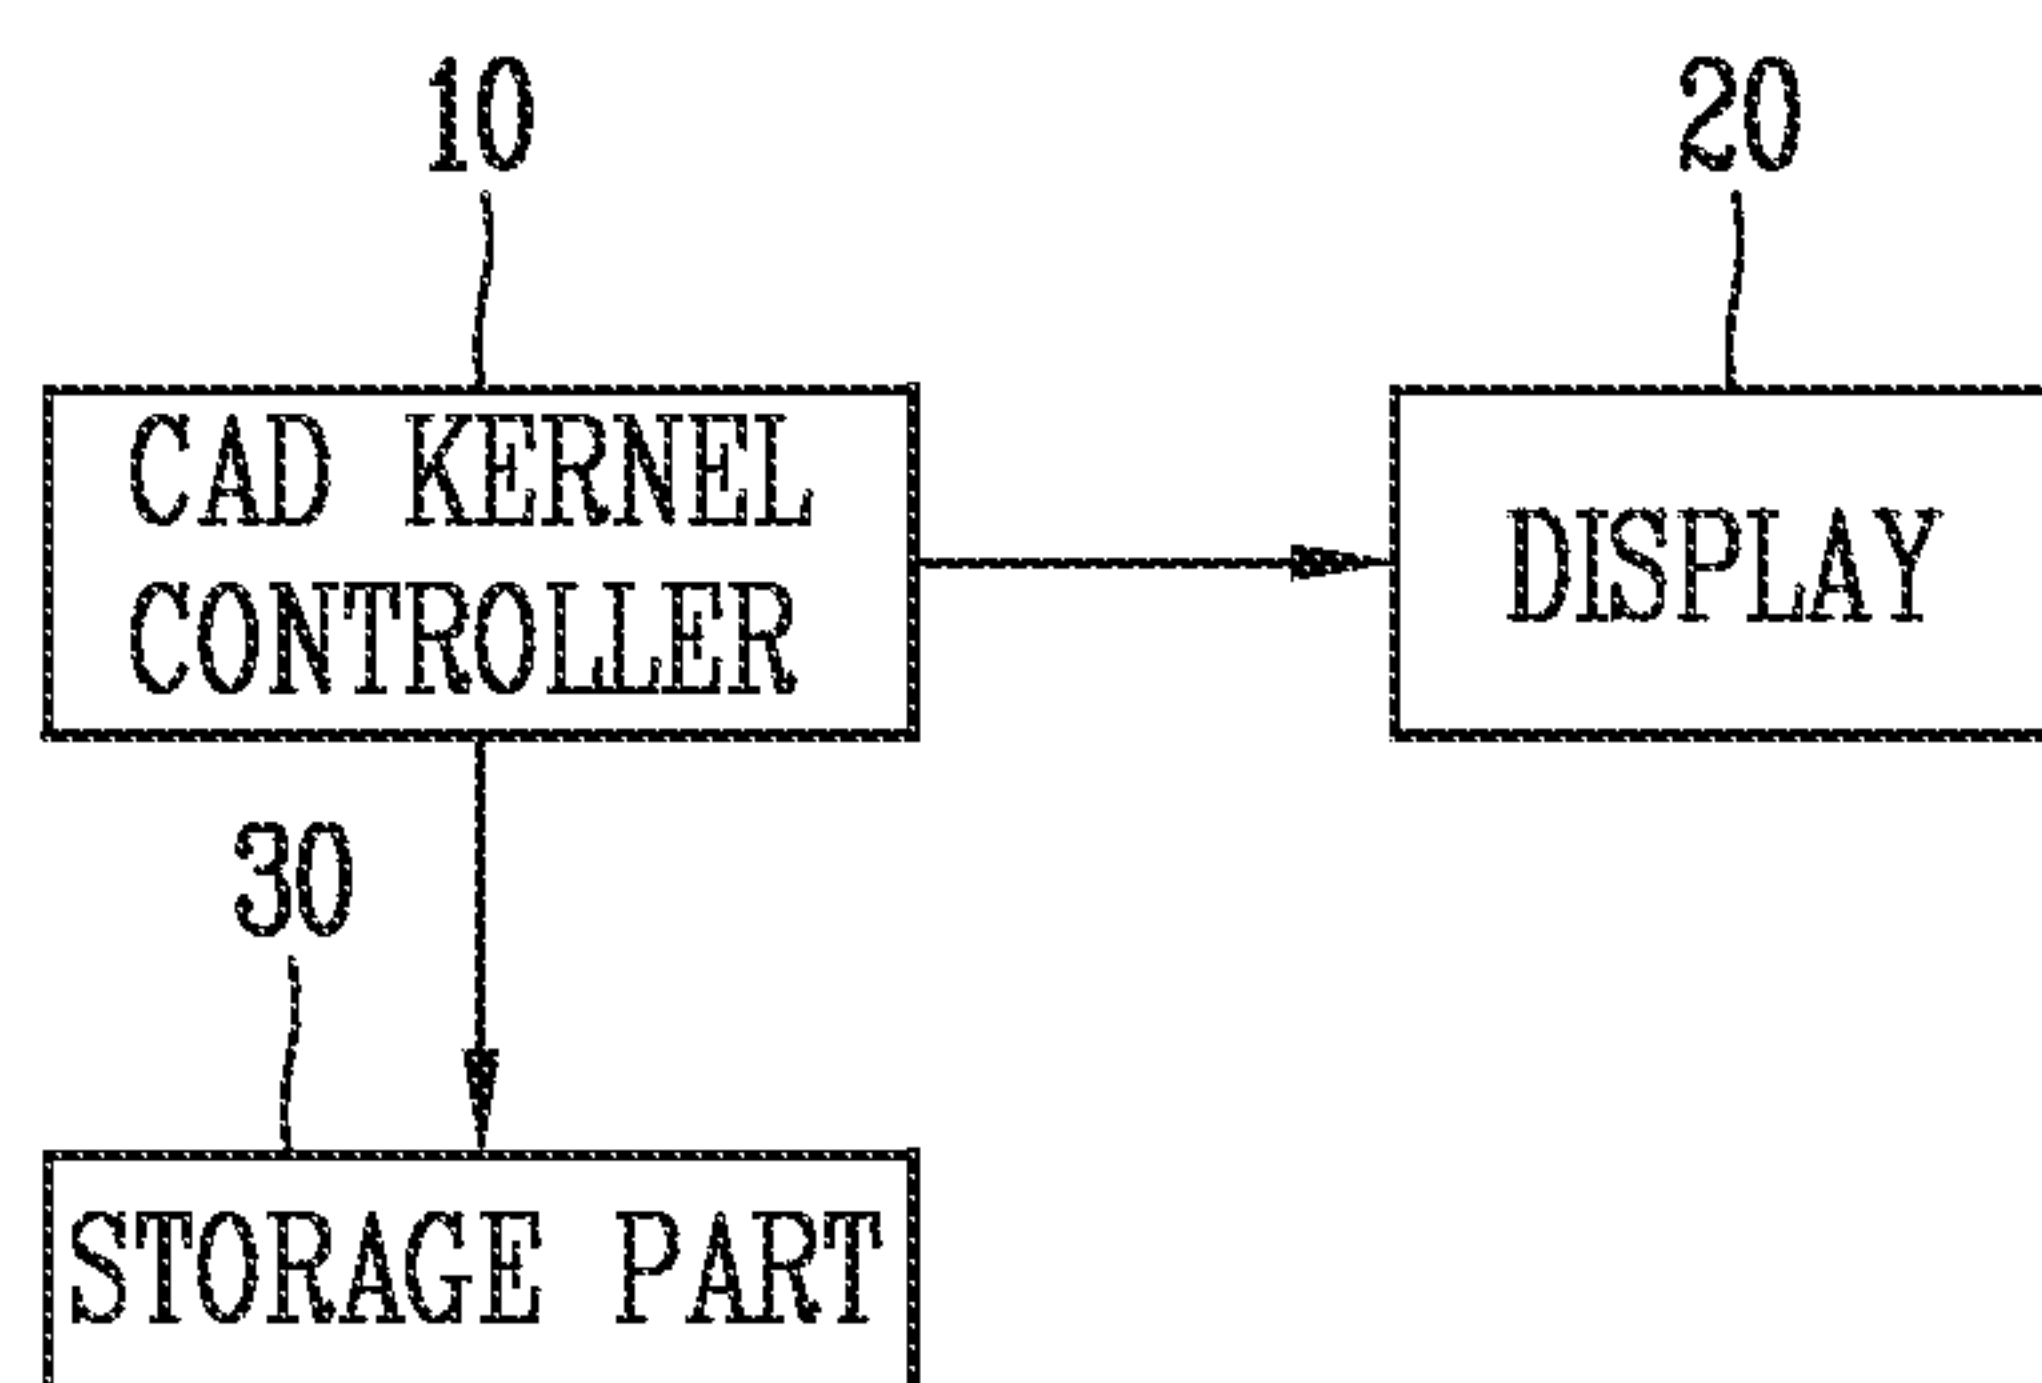 10
20
CAD KERNEL
CONTROLLER
DISPLAY
30
STORAGE PART